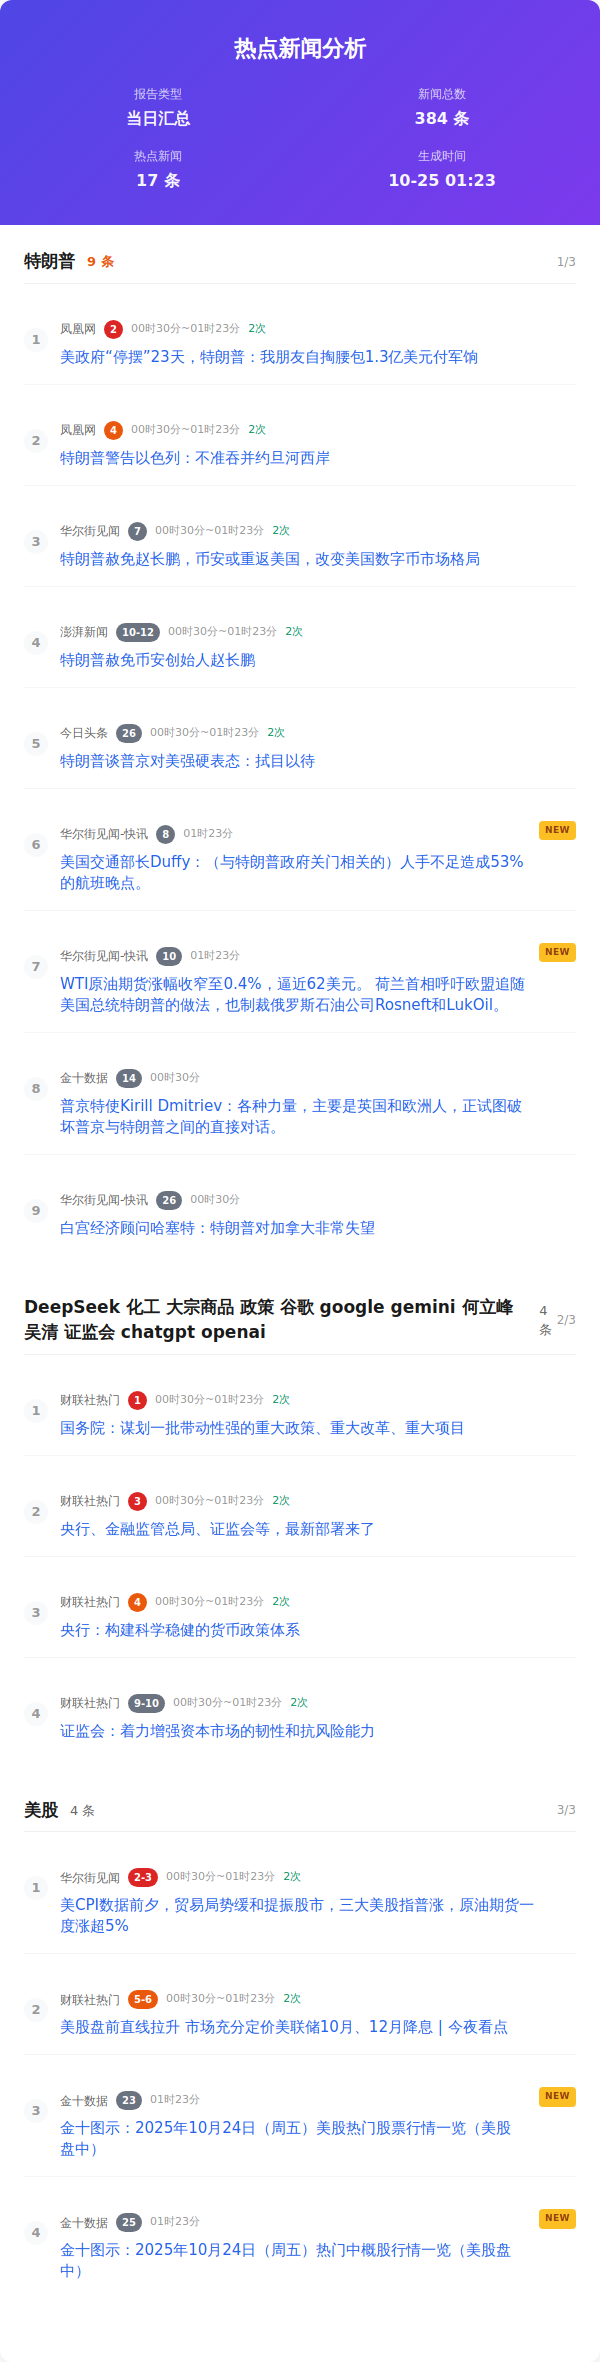 热点新闻分析
报告类型
当日汇总
新闻总数
384 条
热点新闻
17 条
生成时间
10-25 01:23
特朗普 9 条 1/3
1
凤凰网 2 00时30分~01时23分 2次
美政府“停摆”23天，特朗普：我朋友自掏腰包1.3亿美元付军饷
2
凤凰网 4 00时30分~01时23分 2次
特朗普警告以色列：不准吞并约旦河西岸
3
华尔街见闻 7 00时30分~01时23分 2次
特朗普赦免赵长鹏，币安或重返美国，改变美国数字币市场格局
4
澎湃新闻 10-12 00时30分~01时23分 2次
特朗普赦免币安创始人赵长鹏
5
今日头条 26 00时30分~01时23分 2次
特朗普谈普京对美强硬表态：拭目以待
6
华尔街见闻-快讯 8 01时23分 NEW
美国交通部长Duffy：（与特朗普政府关门相关的）人手不足造成53%
的航班晚点。
7
华尔街见闻-快讯 10 01时23分 NEW
WTI原油期货涨幅收窄至0.4%，逼近62美元。 荷兰首相呼吁欧盟追随
美国总统特朗普的做法，也制裁俄罗斯石油公司Rosneft和LukOil。
8
金十数据 14 00时30分
普京特使Kirill Dmitriev：各种力量，主要是英国和欧洲人，正试图破
坏普京与特朗普之间的直接对话。
9
华尔街见闻-快讯 26 00时30分
白宫经济顾问哈塞特：特朗普对加拿大非常失望
DeepSeek 化工 大宗商品 政策 谷歌 google gemini 何立峰
吴清 证监会 chatgpt openai
4
条
2/3
1
财联社热门 1 00时30分~01时23分 2次
国务院：谋划一批带动性强的重大政策、重大改革、重大项目
2
财联社热门 3 00时30分~01时23分 2次
央行、金融监管总局、证监会等，最新部署来了
3
财联社热门 4 00时30分~01时23分 2次
央行：构建科学稳健的货币政策体系
4
财联社热门 9-10 00时30分~01时23分 2次
证监会：着力增强资本市场的韧性和抗风险能力
美股 4 条 3/3
1
华尔街见闻 2-3 00时30分~01时23分 2次
美CPI数据前夕，贸易局势缓和提振股市，三大美股指普涨，原油期货一
度涨超5%
2
财联社热门 5-6 00时30分~01时23分 2次
美股盘前直线拉升 市场充分定价美联储10月、12月降息 | 今夜看点
3
金十数据 23 01时23分 NEW
金十图示：2025年10月24日（周五）美股热门股票行情一览（美股
盘中）
4
金十数据 25 01时23分 NEW
金十图示：2025年10月24日（周五）热门中概股行情一览（美股盘
中）